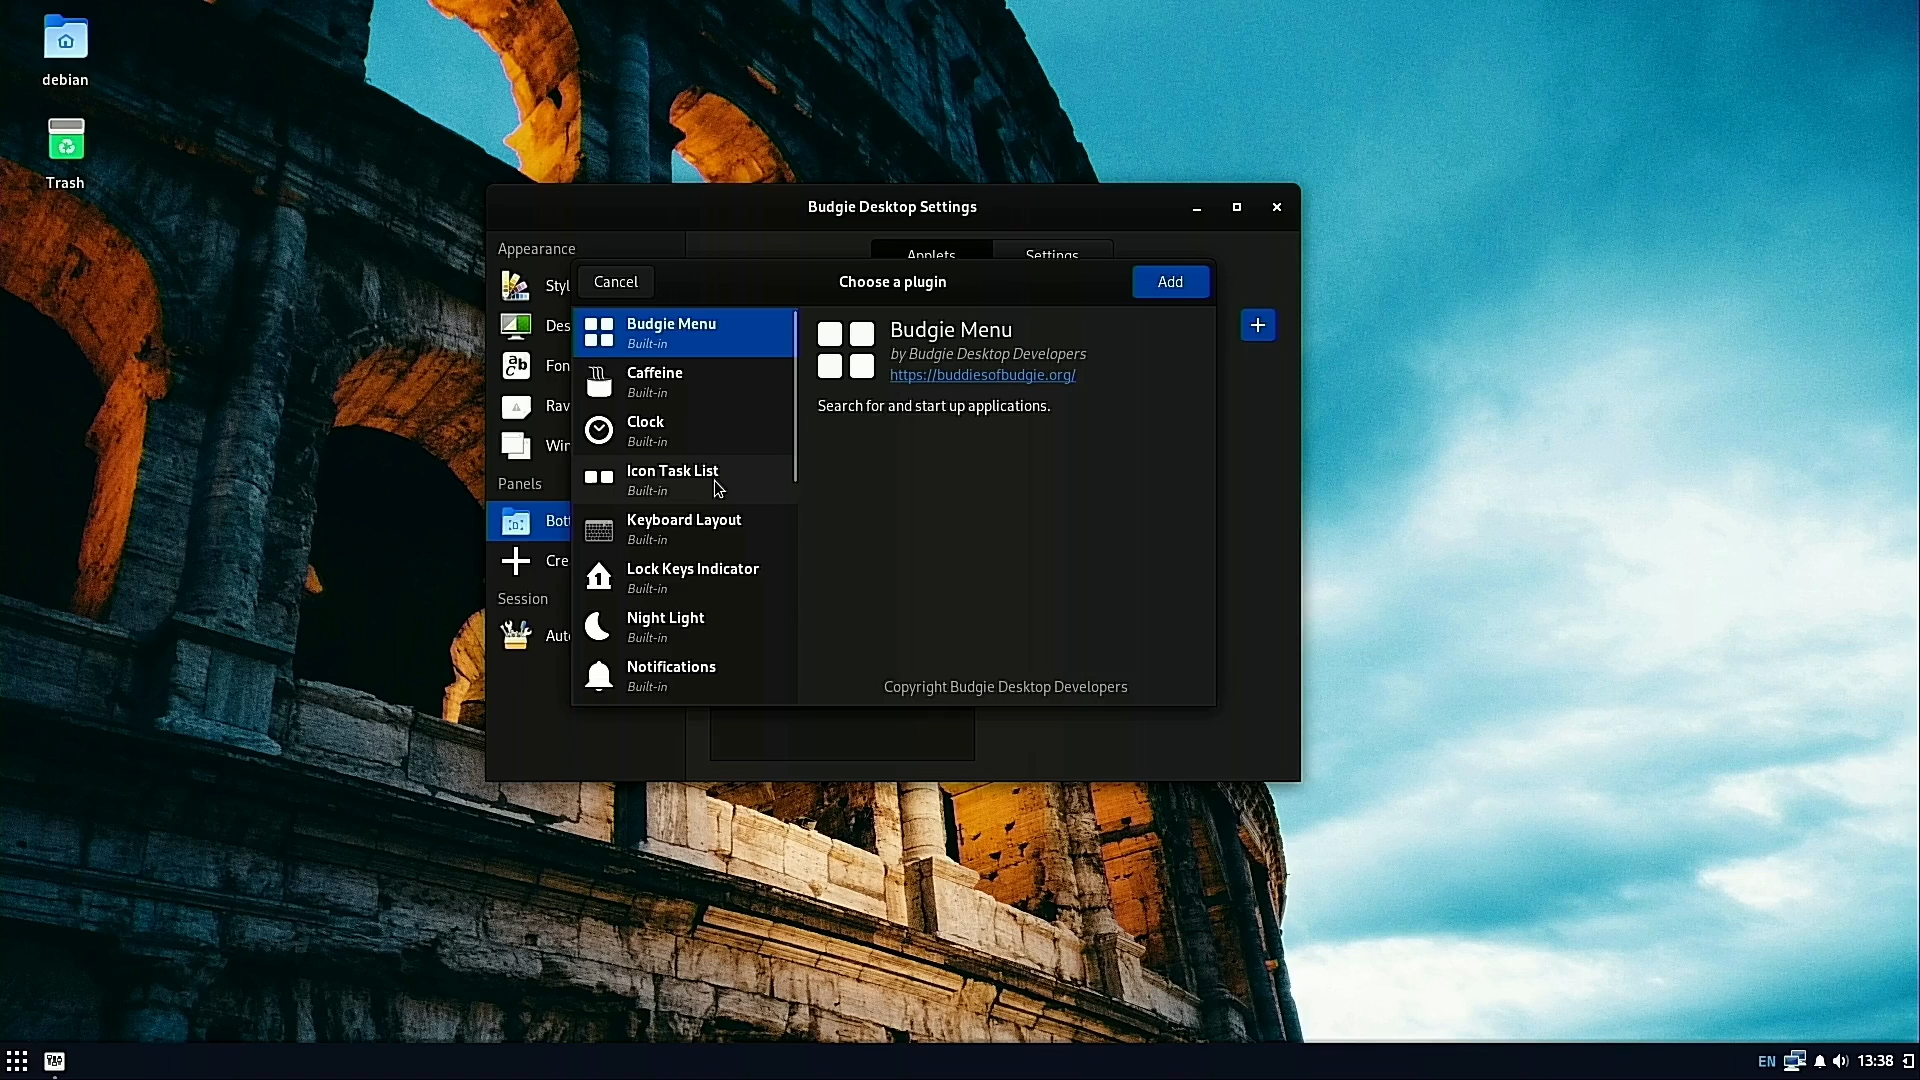 debian
Trash
Budgie Desktop Settings
Appearance
Applets
Settings
Cancel
Choose a plugin
Add
Styl
Des
Fon
Rav
Win
Panels
Bott
Cre
Session
Auto
Budgie Menu
Built-in
Caffeine
Built-in
Clock
Built-in
Icon Task List
Built-in
Keyboard Layout
Built-in
Lock Keys Indicator
Built-in
Night Light
Built-in
Notifications
Built-in
Budgie Menu
by Budgie Desktop Developers
https://buddiesofbudgie.org/
Search for and start up applications.
Copyright Budgie Desktop Developers
EN
13:38